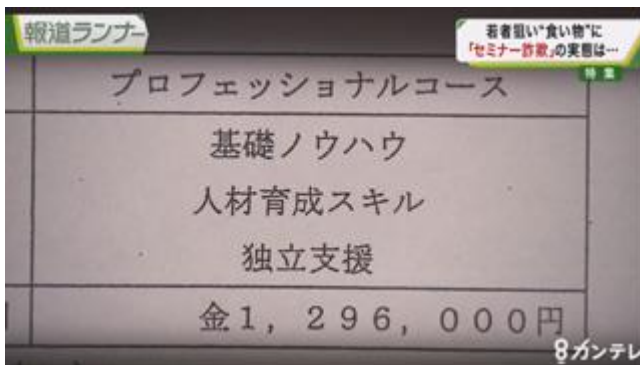 報道ランナー
若者狙い“食い物”に
「セミナー詐欺」の実態は…
特集
プロフェッショナルコース
基礎ノウハウ
人材育成スキル
独立支援
金1,296,000円
8カンテレ